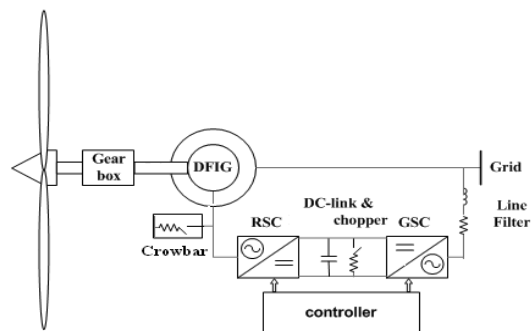 Gear
box
DFIG
Grid
Crowbar
RSC
DC-link &
chopper
GSC
Line
Filter
controller